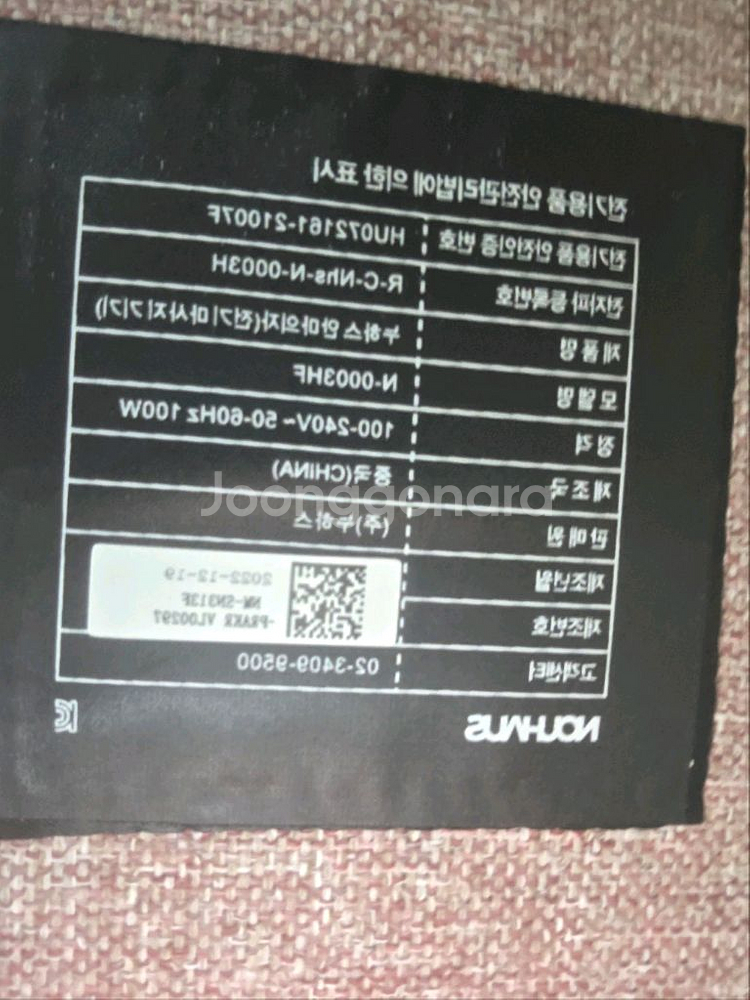 전기용품 안전관리법에 의한 표시
전기용품 안전인증 번호 HU072161-21007F
전자파 등록번호 R-C-Nhs-N-0003H
제 품 명 누하스 안마의자(전기 마사지기기)
모 델 명 N-0003HF
정 격 100-240V~ 50-60Hz 100W
제 조 국 중국(CHINA)
판 매 원 (주)누하스
제조년월 2022-12-19
제조번호 NW-SN313F
-PRAKR VL00297
고객센터 02-3409-9500
NOUHAUS
Joonggonara